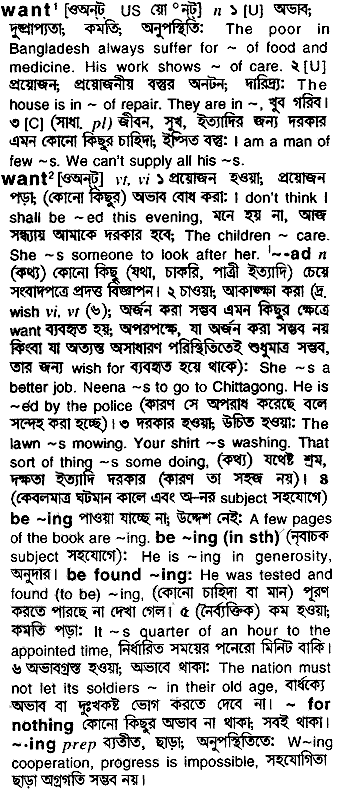 want¹ [ওঅন্‌ট্‌ US য়োᵒন্‌ট্‌] n ১ [U] অভাব;
দুষ্প্রাপ্যতা; কমতি; অনুপস্থিতি: The poor in
Bangladesh always suffer for ~ of food and
medicine. His work shows ~ of care. ২ [U]
প্রয়োজন; প্রয়োজনীয় বস্তুর অনটন; দারিদ্র্য: The
house is in ~ of repair. They are in ~, খুব গরিব।
৩ [C] (সাধা. pl) জীবন, সুখ, ইত্যাদির জন্য দরকার
এমন কোনো কিছুর চাহিদা; ঈপ্সিত বস্তু: I am a man of
few ~s. We can't supply all his ~s.
want² [ওঅন্‌ট্‌] vt, vi ১ প্রয়োজন হওয়া; প্রয়োজন
পড়া; (কোনো কিছুর) অভাব বোধ করা: I don't think I
shall be ~ed this evening, মনে হয় না, আজ
সন্ধ্যায় আমাকে দরকার হবে; The children ~ care.
She ~s someone to look after her. ˈ~-ad n
(কথ্য) কোনো কিছু (যথা, চাকরি, পাত্রী ইত্যাদি) চেয়ে
সংবাদপত্রে প্রদত্ত বিজ্ঞাপন। ২ চাওয়া; আকাঙ্ক্ষা করা (দ্র.
wish vi, vt (৬); অর্জন করা সম্ভব এমন কিছুর ক্ষেত্রে
want ব্যবহৃত হয়; অপরপক্ষে, যা অর্জন করা সম্ভব নয়
কিংবা যা অত্যন্ত অসাধারণ পরিস্থিতিতেই শুধুমাত্র সম্ভব,
তার জন্য wish for ব্যবহৃত হয়ে থাকে): She ~s a
better job. Neena ~s to go to Chittagong. He is
~ed by the police (কারণ সে অপরাধ করেছে বলে
সন্দেহ করা হচ্ছে)। ৩ দরকার হওয়া; উচিত হওয়া: The
lawn ~s mowing. Your shirt ~s washing. That
sort of thing ~s some doing, (কথ্য) যথেষ্ট শ্রম,
দক্ষতা ইত্যাদি দরকার (কারণ তা সহজ নয়)। ৪
(কেবলমাত্র ঘটমান কালে এবং অ-নর subject সহযোগে)
be ~ing পাওয়া যাচ্ছে না; উদ্দেশ নেই: A few pages
of the book are ~ing. be ~ing (in sth) (নৃবাচক
subject সহযোগে): He is ~ing in generosity,
অনুদার। be found ~ing: He was tested and
found (to be) ~ing, (কোনো চাহিদা বা মান) পূরণ
করতে পারছে না দেখা গেল। ৫ (নৈর্ব্যক্তিক) কম হওয়া;
কমতি পড়া: It ~s quarter of an hour to the
appointed time, নির্ধারিত সময়ের পনেরো মিনিট বাকি।
৬ অভাবগ্রস্ত হওয়া; অভাবে থাকা: The nation must
not let its soldiers ~ in their old age, বার্ধক্যে
অভাব বা দুঃখকষ্ট ভোগ করতে দেবে না। ~ for
nothing কোনো কিছুর অভাব না থাকা; সবই থাকা।
~·ing prep ব্যতীত, ছাড়া; অনুপস্থিতিতে: W~ing
cooperation, progress is impossible, সহযোগিতা
ছাড়া অগ্রগতি সম্ভব নয়।